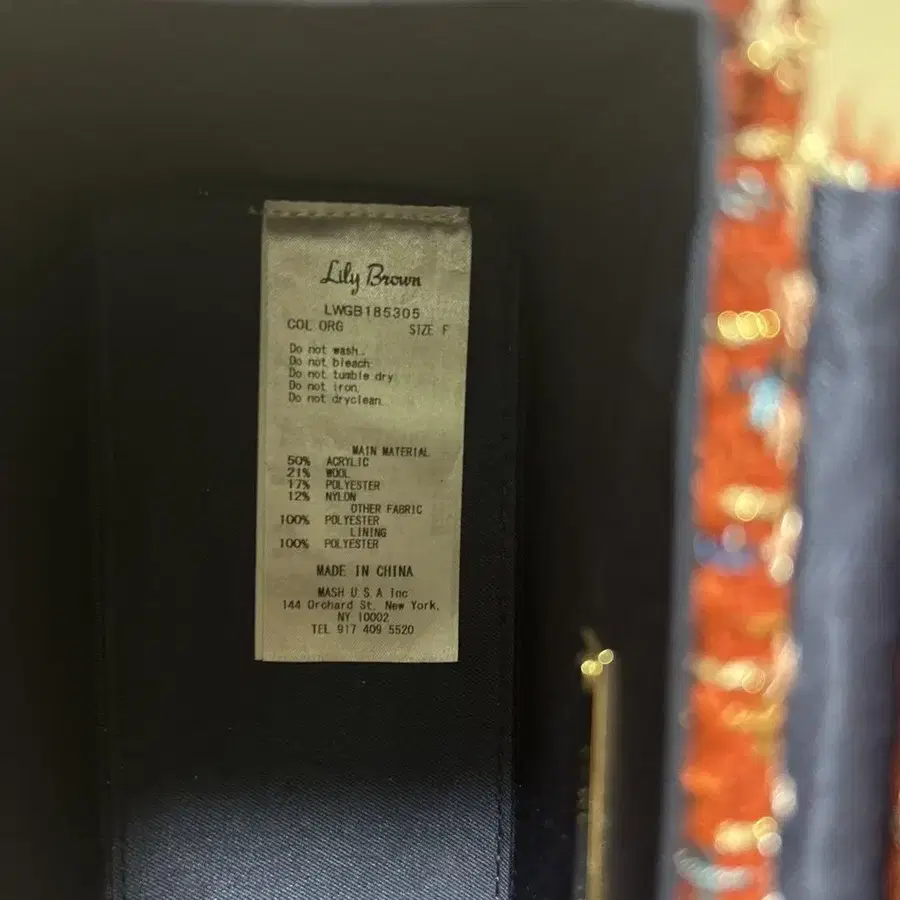 Lily Brown
LWGB185305
COL ORG SIZE F
Do not wash.
Do not bleach.
Do not tumble dry
Do not iron.
Do not dryclean.
MAIN MATERIAL
50% ACRYLIC
21% WOOL
17% POLYESTER
12% NYLON
OTHER FABRIC
100% POLYESTER
LINING
100% POLYESTER
MADE IN CHINA
MASH U.S.A Inc
144 Orchard St, New York,
NY 10002
TEL 917 409 5520